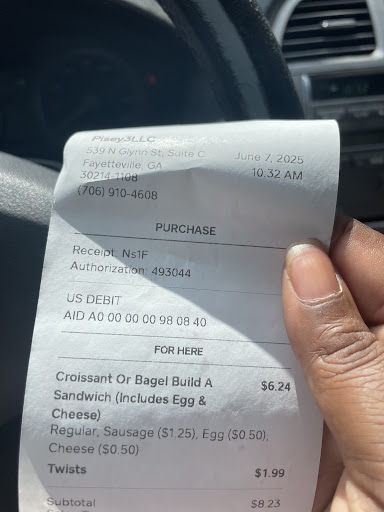 Pisey3LLC
539 N Glynn St, Suite C
June 7, 2025
Fayetteville, GA
10:32 AM
30214-1108
(706) 910-4608
PURCHASE
Receipt: Ns1F
Authorization: 493044
US DEBIT
AID A0 00 00 00 98 08 40
FOR HERE
Croissant Or Bagel Build A $6.24
Sandwich (Includes Egg &
Cheese)
Regular, Sausage ($1.25), Egg ($0.50),
Cheese ($0.50)
Twists $1.99
Subtotal $8.23